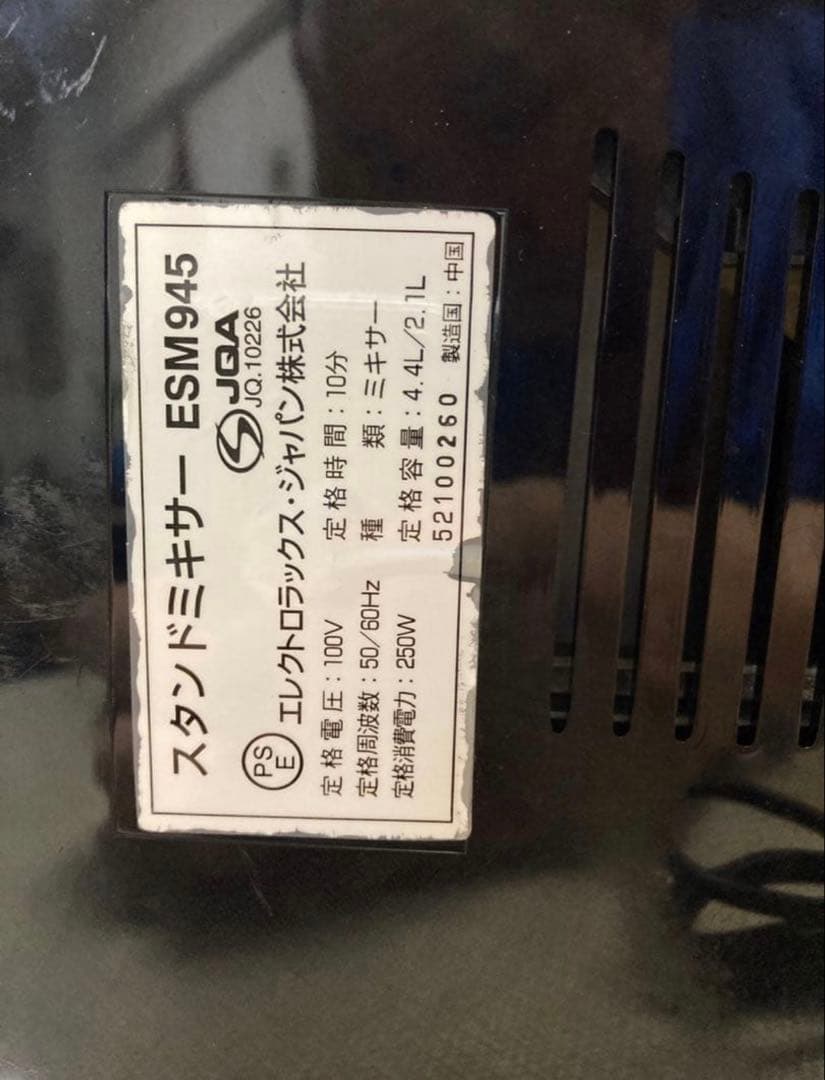 スタンドミキサー ESM945
JQA
JQ.10226
PS
E
エレクトロラックス・ジャパン株式会社
定格電圧：100V 定格時間：10分
定格周波数：50/60Hz 種類：ミキサー
定格消費電力：250W 定格容量：4.4L/2.1L
52100260 製造国：中国